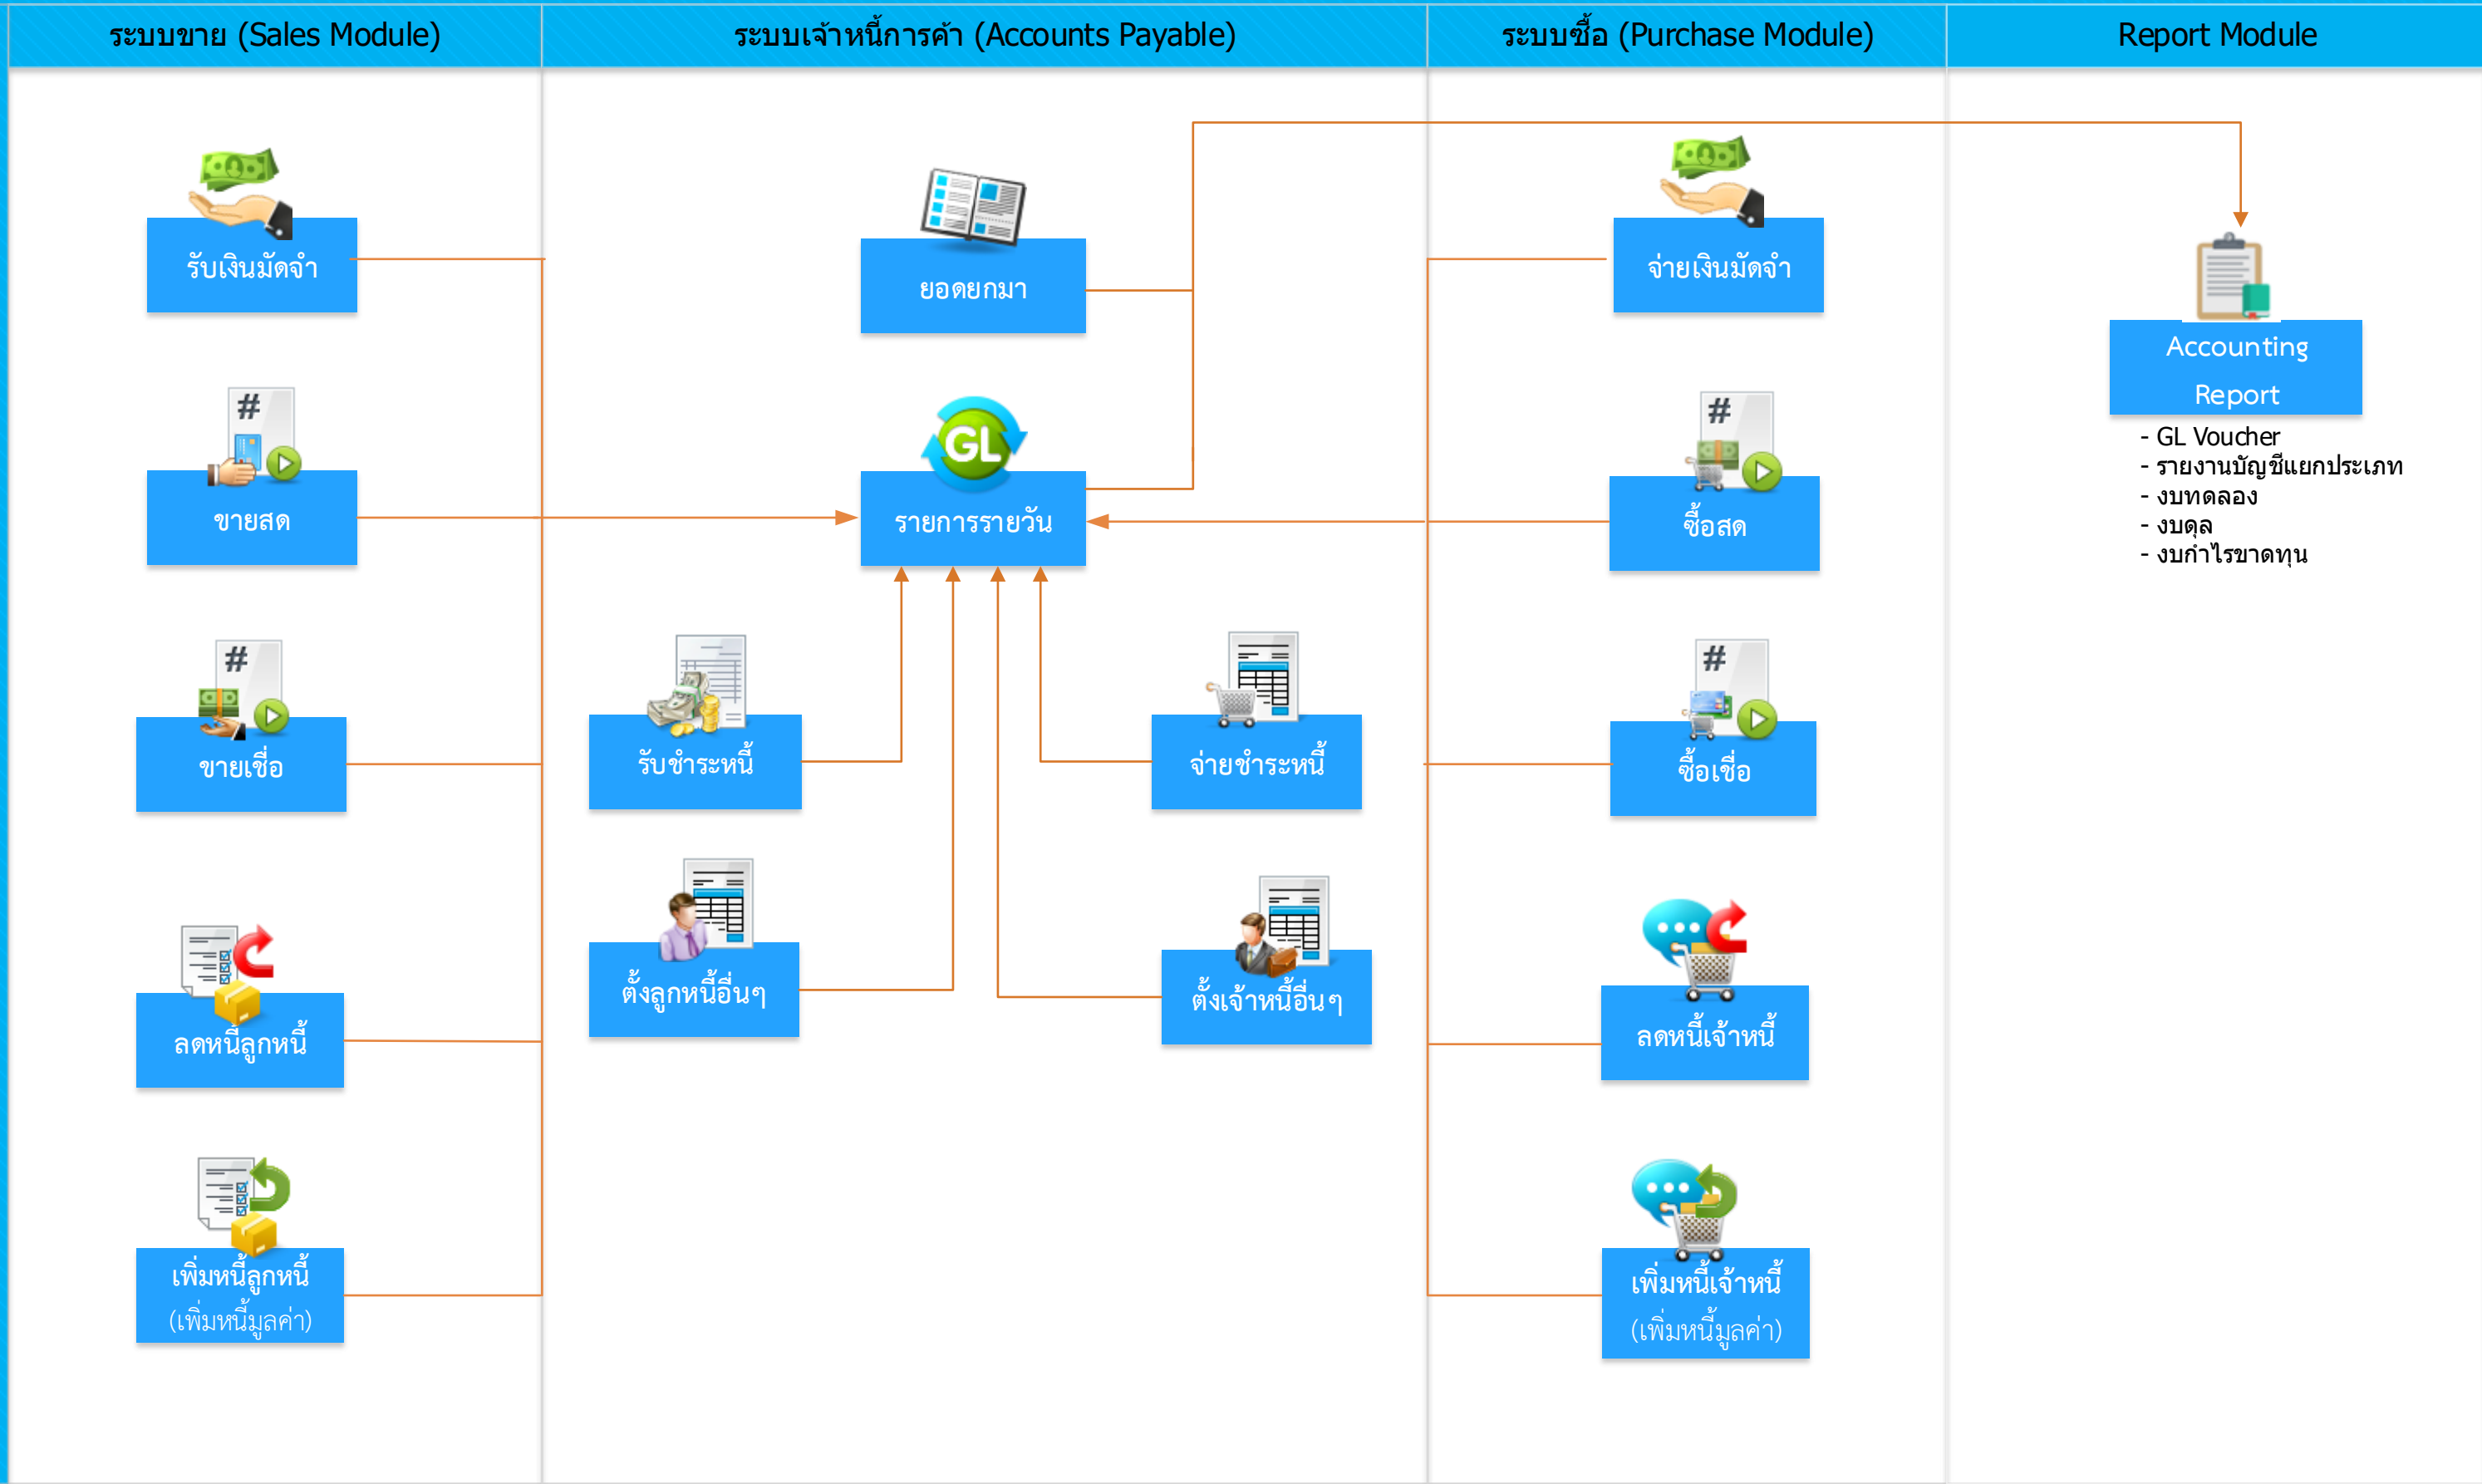 ระบบขาย (Sales Module)
ระบบเจ้าหนี้การค้า (Accounts Payable)
ระบบซื้อ (Purchase Module)
Report Module
รับเงินมัดจำ
ขายสด
#
ขายเชื่อ
#
ลดหนี้ลูกหนี้
เพิ่มหนี้ลูกหนี้
(เพิ่มหนี้มูลค่า)
ยอดยกมา
GL
รายการรายวัน
รับชำระหนี้
จ่ายชำระหนี้
ตั้งลูกหนี้อื่นๆ
ตั้งเจ้าหนี้อื่นๆ
จ่ายเงินมัดจำ
#
ซื้อสด
#
ซื้อเชื่อ
ลดหนี้เจ้าหนี้
เพิ่มหนี้เจ้าหนี้
(เพิ่มหนี้มูลค่า)
Accounting
Report
- GL Voucher
- รายงานบัญชีแยกประเภท
- งบทดลอง
- งบดุล
- งบกำไรขาดทุน